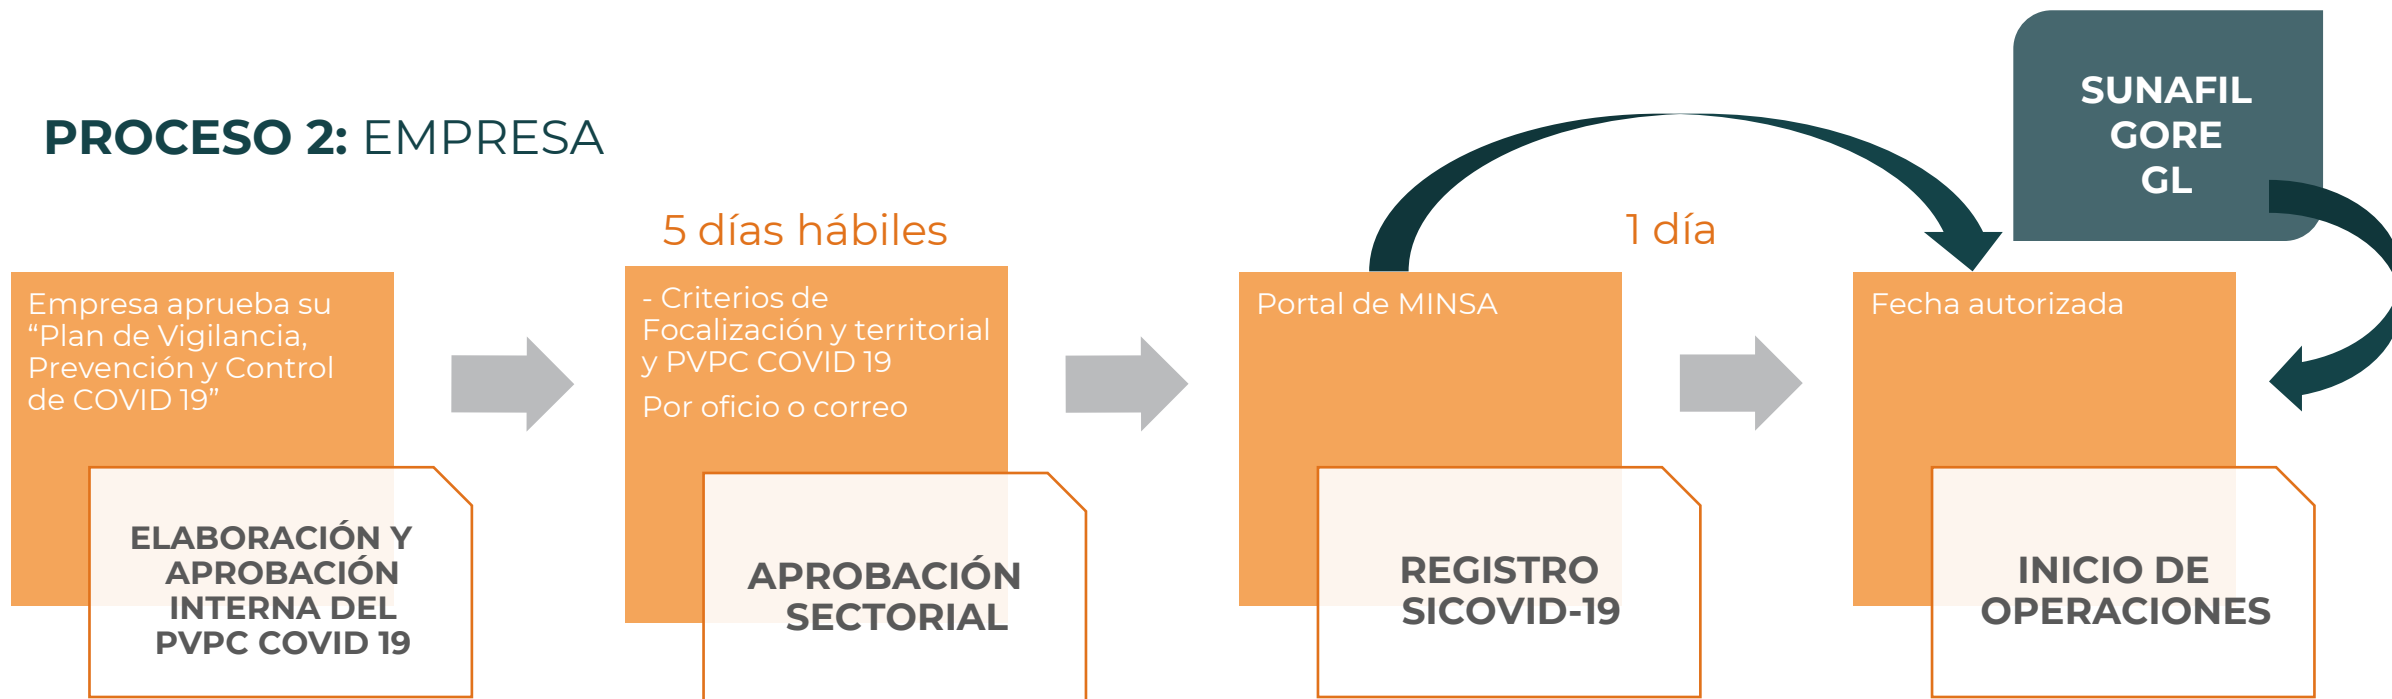 PROCESO 2: EMPRESA
Empresa aprueba su
“Plan de Vigilancia,
Prevención y Control
de COVID 19”
ELABORACIÓN Y
APROBACIÓN
INTERNA DEL
PVPC COVID 19
5 días hábiles
- Criterios de
Focalización y territorial
y PVPC COVID 19
Por oficio o correo
APROBACIÓN
SECTORIAL
Portal de MINSA
REGISTRO
SICOVID-19
1 día
SUNAFIL
GORE
GL
Fecha autorizada
INICIO DE
OPERACIONES